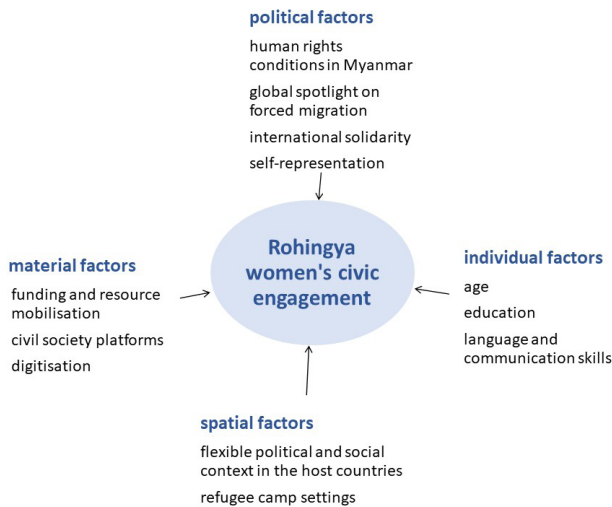 political factors
human rights
conditions in Myanmar
global spotlight on
forced migration
international solidarity
self-representation
Rohingya
women's civic
engagement
material factors
funding and resource
mobilisation
civil society platforms
digitisation
individual factors
age
education
language and
communication skills
spatial factors
flexible political and social
context in the host countries
refugee camp settings